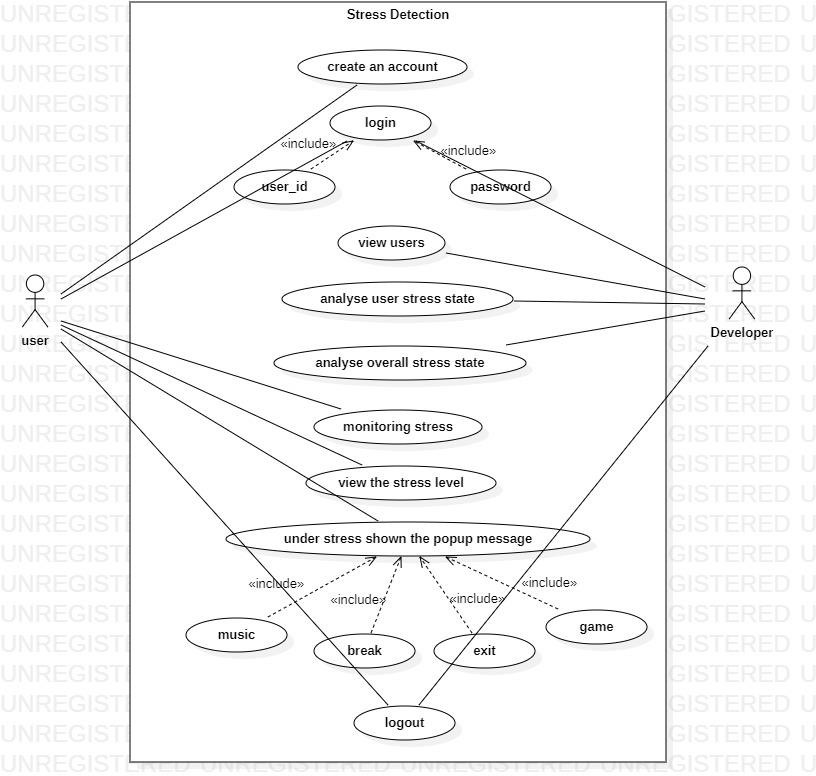 Stress Detection
create an account
login
«include»
«include»
user_id
password
view users
analyse user stress state
user
Developer
analyse overall stress state
monitoring stress
view the stress level
under stress shown the popup message
«include»
«include»
«include»
«include»
music
break
exit
game
logout
UNREGISTERED